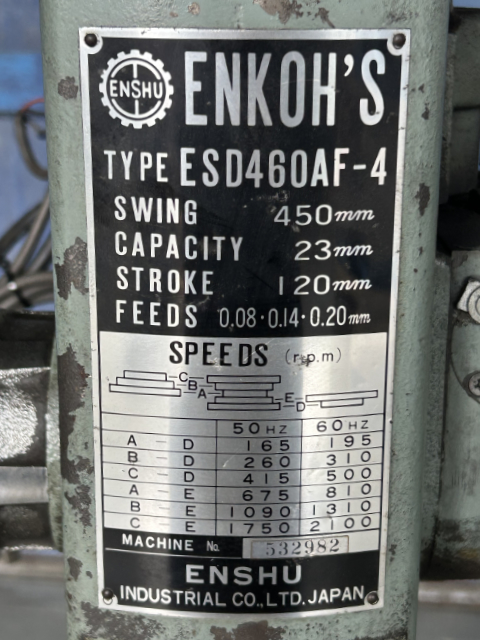 ENSHU
ENKOH'S
TYPE ESD460AF-4
SWING 450mm
CAPACITY 23mm
STROKE 120mm
FEEDS 0.08·0.14·0.20mm
SPEEDS (r.p.m)
C
B
A
E
D
50HZ 60HZ
A - D 165 195
B - D 260 310
C - D 415 500
A - E 675 810
B - E 1090 1310
C - E 1750 2100
MACHINE No. 532982
ENSHU
INDUSTRIAL CO., LTD. JAPAN